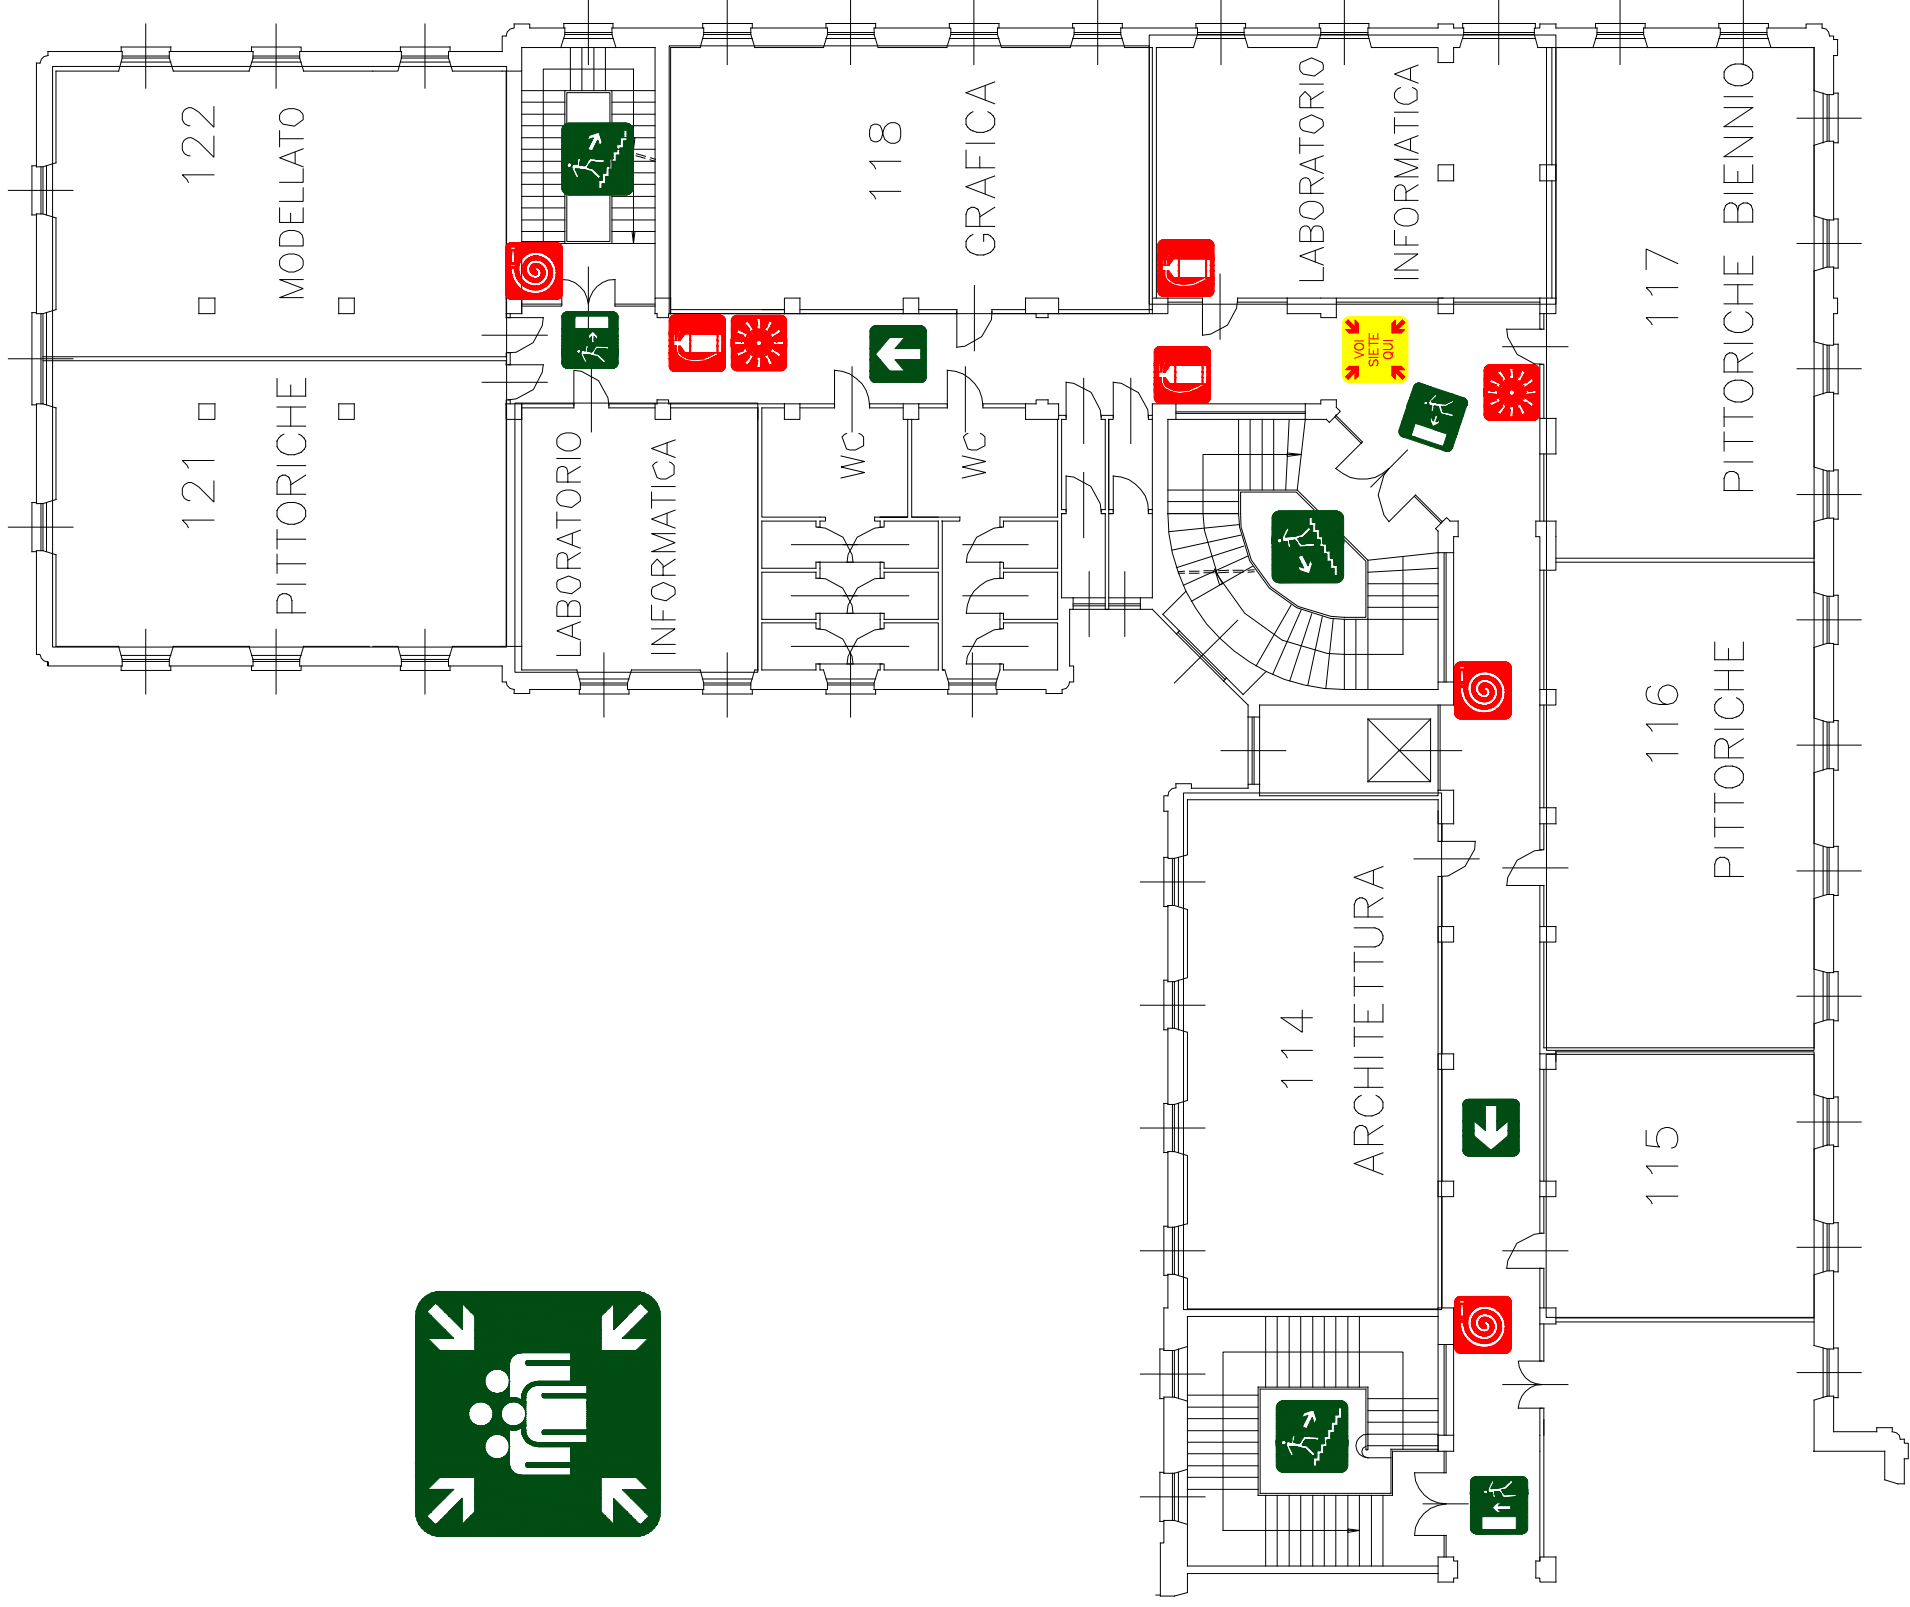 122
MODELLATO
121
PITTORICHE
118
GRAFICA
LABORATORIO
INFORMATICA
117
PITTORICHE BIENNIO
VOI
SIETE
QUI
LABORATORIO
INFORMATICA
WC
WC
116
PITTORICHE
114
ARCHITETTURA
115